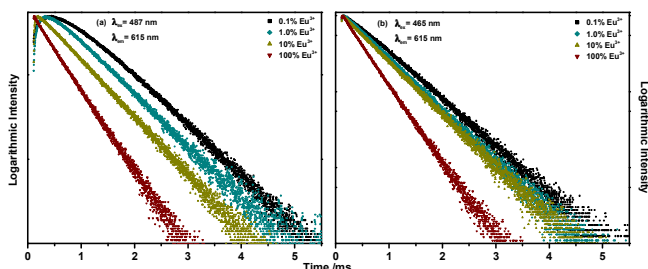 (a) λex = 487 nm
λem = 615 nm
0.1% Eu³⁺
1.0% Eu³⁺
10% Eu³⁺
100% Eu³⁺
Logarithmic Intensity
0 1 2 3 4 5
(b) λex = 465 nm
λem = 615 nm
0.1% Eu³⁺
1.0% Eu³⁺
10% Eu³⁺
100% Eu³⁺
Logarithmic Intensity
0 1 2 3 4 5
Time /ms